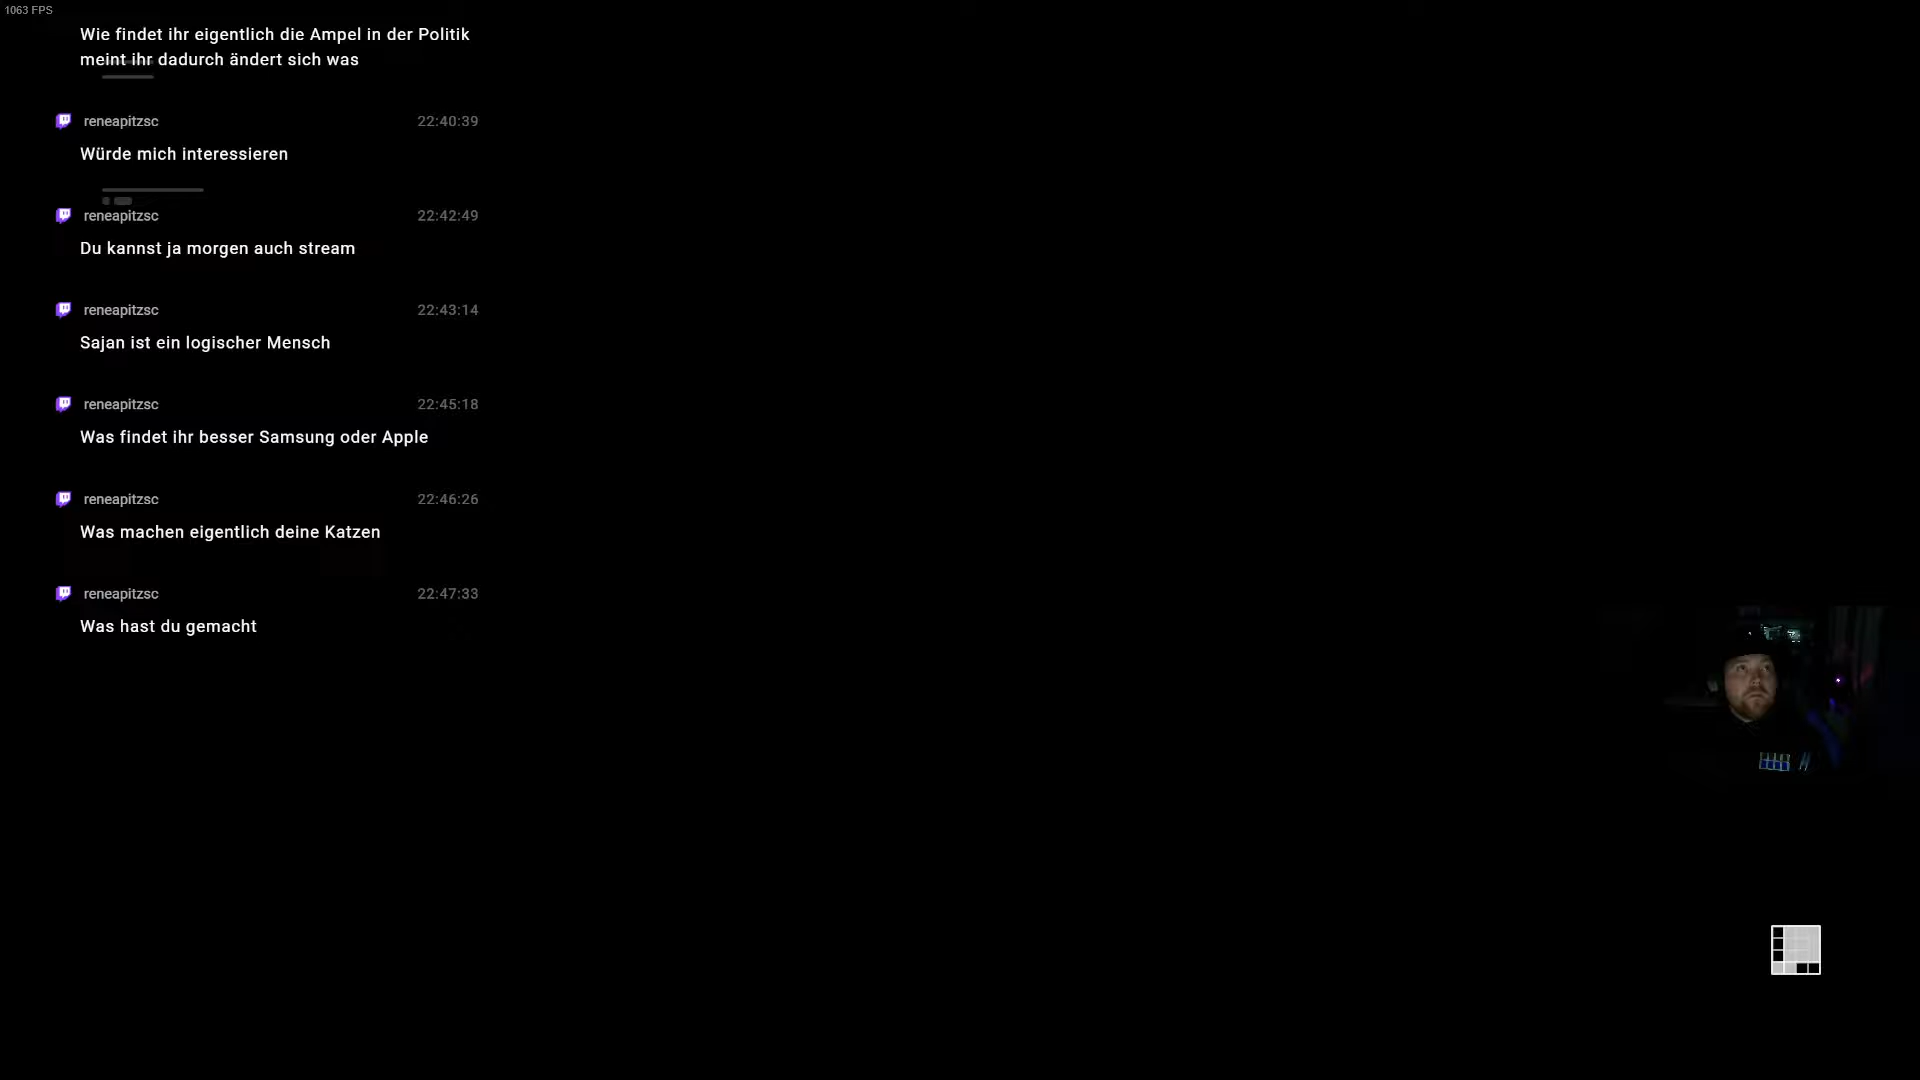 1063 FPS
Wie findet ihr eigentlich die Ampel in der Politik
meint ihr dadurch ändert sich was
reneapitzsc 22:40:39
Würde mich interessieren
reneapitzsc 22:42:49
Du kannst ja morgen auch stream
reneapitzsc 22:43:14
Sajan ist ein logischer Mensch
reneapitzsc 22:45:18
Was findet ihr besser Samsung oder Apple
reneapitzsc 22:46:26
Was machen eigentlich deine Katzen
reneapitzsc 22:47:33
Was hast du gemacht